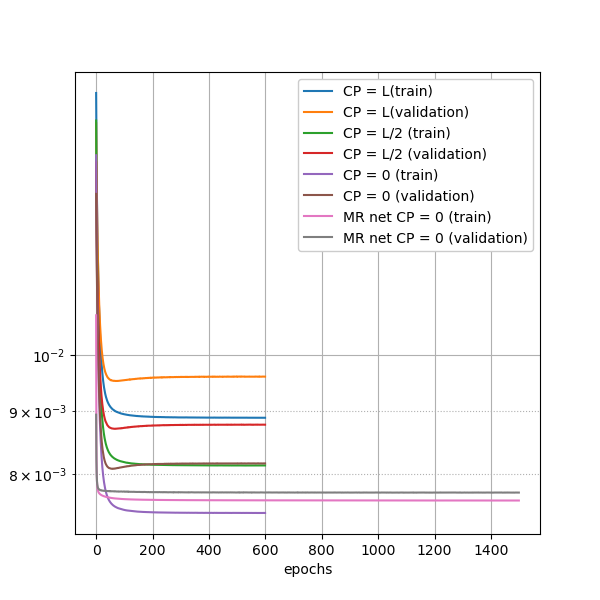 CP = L(train)
CP = L(validation)
CP = L/2 (train)
CP = L/2 (validation)
CP = 0 (train)
CP = 0 (validation)
MR net CP = 0 (train)
MR net CP = 0 (validation)
10⁻²
9 × 10⁻³
8 × 10⁻³
0 200 400 600 800 1000 1200 1400
epochs